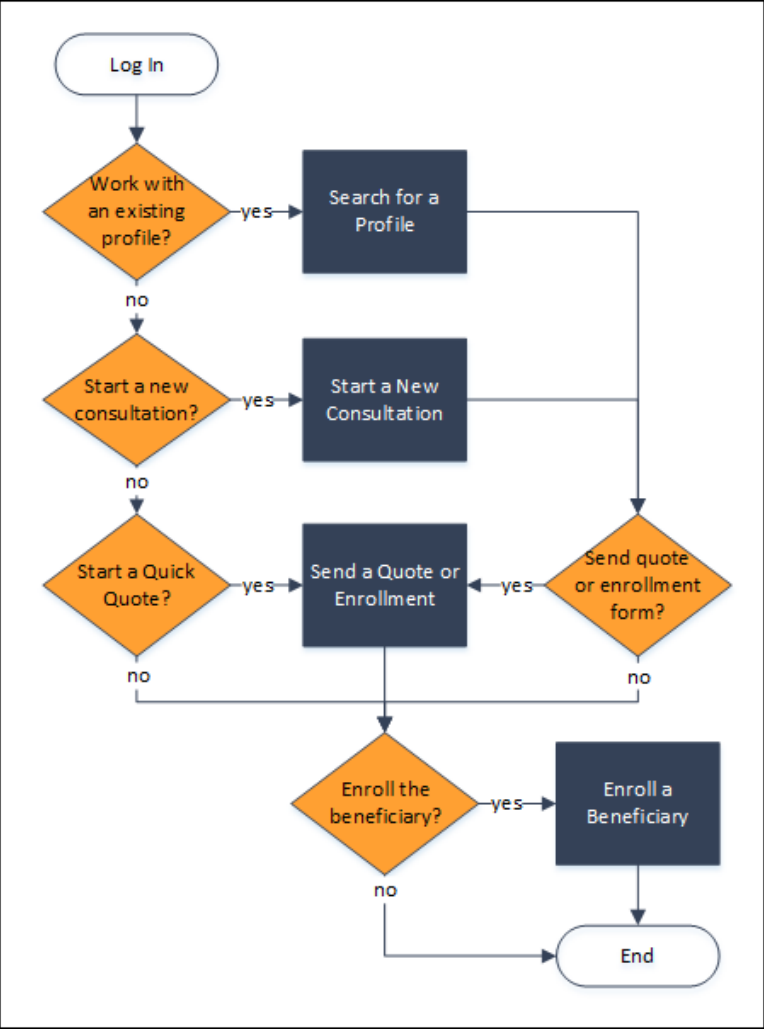 Log In
Work with
an existing
profile?
yes
Search for a
Profile
no
Start a new
consultation?
yes
Start a New
Consultation
no
Start a Quick
Quote?
yes
Send a Quote or
Enrollment
yes
Send quote
or enrollment
form?
no
no
Enroll the
beneficiary?
yes
Enroll a
Beneficiary
no
End